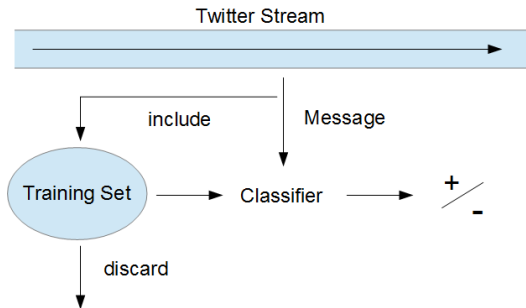 Twitter Stream
include
Message
Training Set
Classifier
+
-
discard